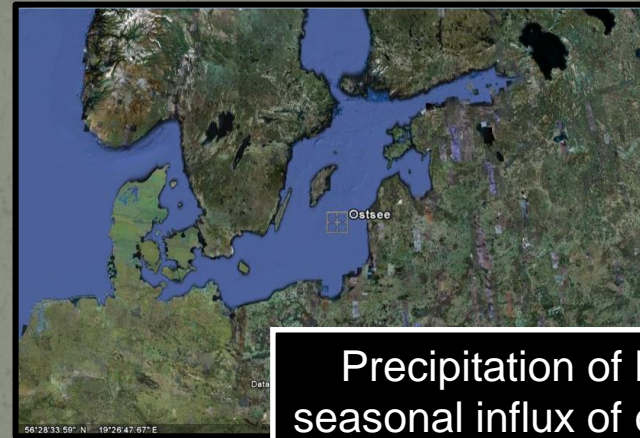 Ostsee
Data
56°28'33.59" N 19°26'47.67" E
Precipitation of
seasonal influx of